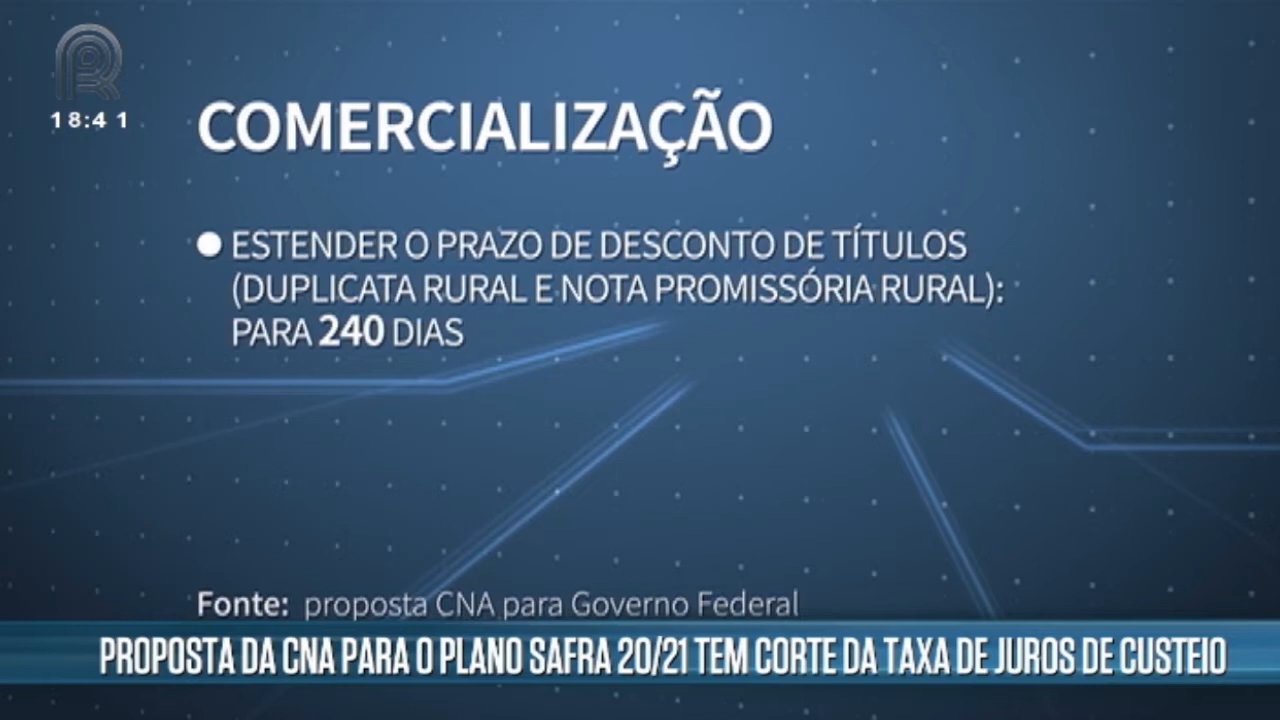 18:41
COMERCIALIZAÇÃO
ESTENDER O PRAZO DE DESCONTO DE TÍTULOS
(DUPLICATA RURAL E NOTA PROMISSÓRIA RURAL):
PARA 240 DIAS
Fonte: proposta CNA para Governo Federal
PROPOSTA DA CNA PARA O PLANO SAFRA 20/21 TEM CORTE DA TAXA DE JUROS DE CUSTEIO